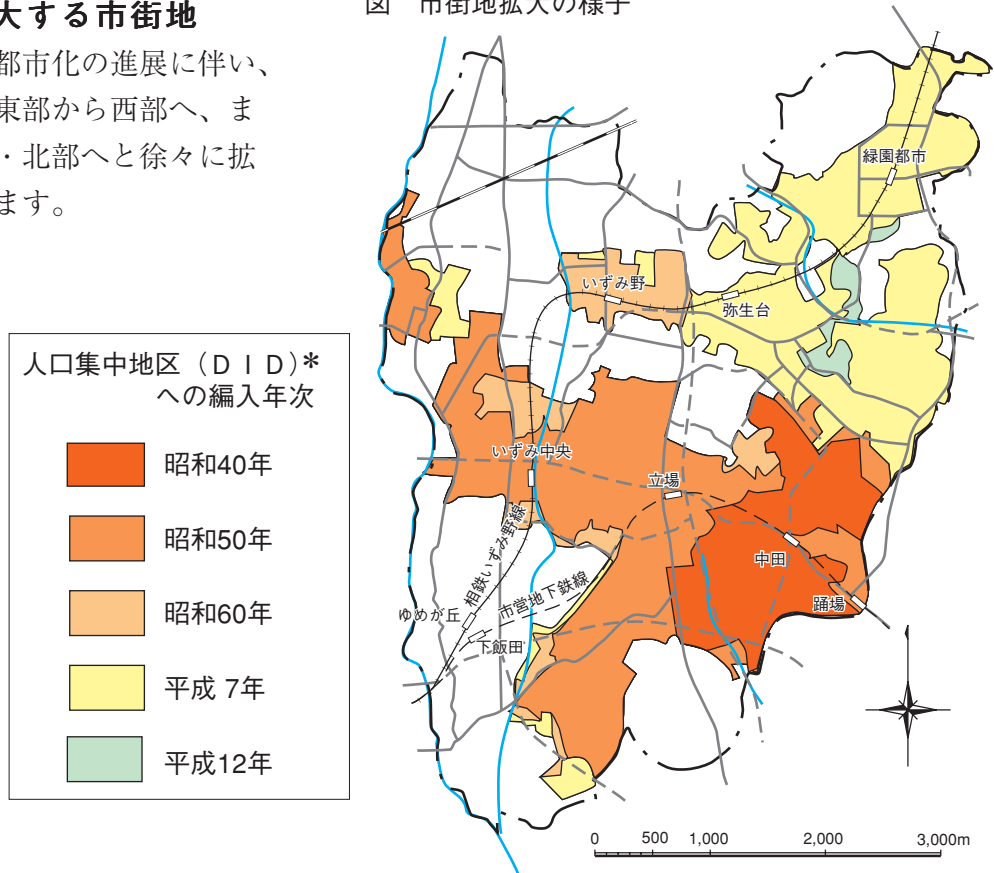 大する市街地
都市化の進展に伴い、
東部から西部へ、ま
・北部へと徐々に拡
ます。
図 市街地拡大の様子
人口集中地区(DID)*
への編入年次
昭和40年
昭和50年
昭和60年
平成 7年
平成12年
緑園都市
いずみ野
弥生台
いずみ中央
立場
中田
踊場
相鉄いずみ野線
市営地下鉄線
ゆめが丘
下飯田
0 500 1,000 2,000 3,000m